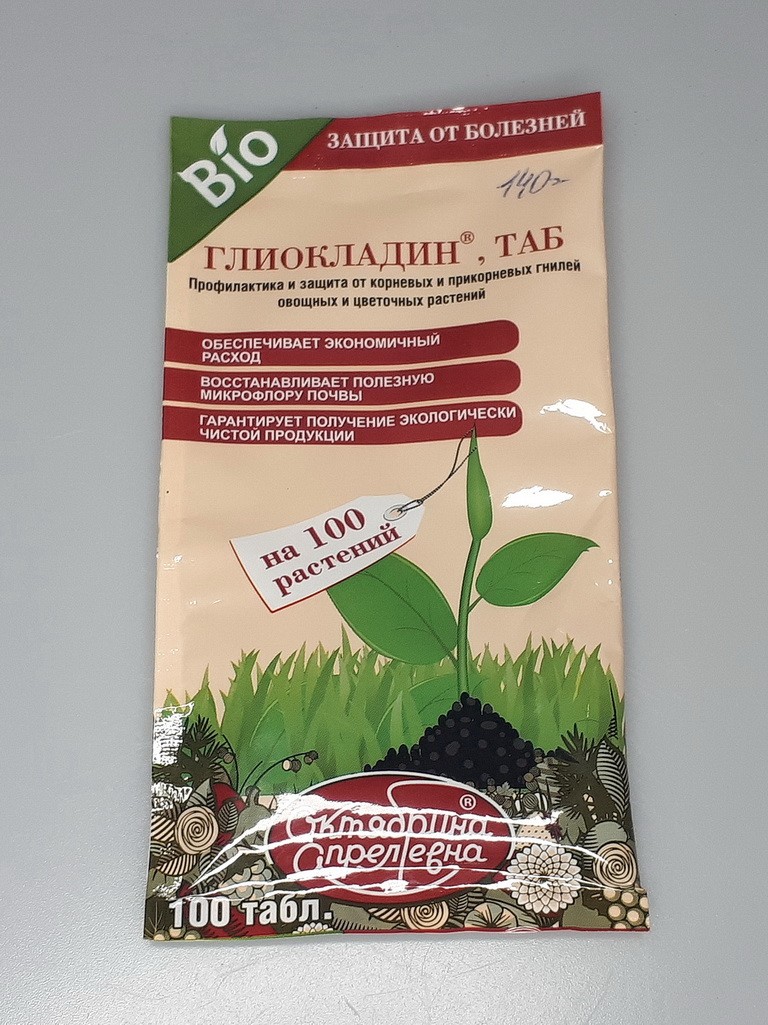 Bio
ЗАЩИТА ОТ БОЛЕЗНЕЙ
140=
ГЛИОКЛАДИН®, ТАБ
Профилактика и защита от корневых и прикорневых гнилей
овощных и цветочных растений
ОБЕСПЕЧИВАЕТ ЭКОНОМИЧНЫЙ
РАСХОД
ВОССТАНАВЛИВАЕТ ПОЛЕЗНУЮ
МИКРОФЛОРУ ПОЧВЫ
ГАРАНТИРУЕТ ПОЛУЧЕНИЕ ЭКОЛОГИЧЕСКИ
ЧИСТОЙ ПРОДУКЦИИ
на 100
растений
®
Октябрина
Апрелевна
100 табл.